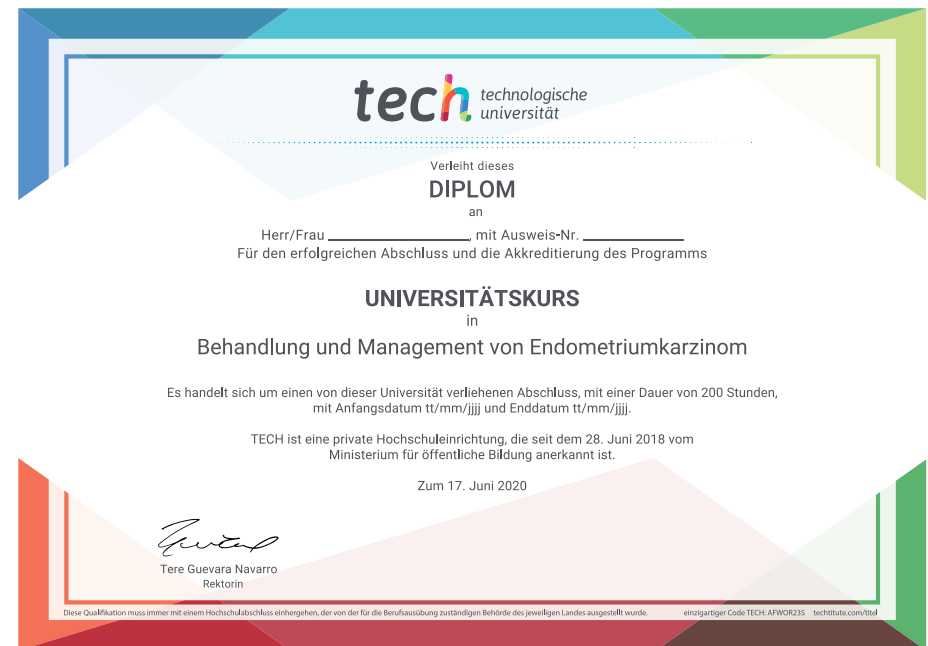 tech technologische
universität
Verleiht dieses
DIPLOM
an
Herr/Frau ____________________, mit Ausweis-Nr. ______________
Für den erfolgreichen Abschluss und die Akkreditierung des Programms
UNIVERSITÄTSKURS
in
Behandlung und Management von Endometriumkarzinom
Es handelt sich um einen von dieser Universität verliehenen Abschluss, mit einer Dauer von 200 Stunden,
mit Anfangsdatum tt/mm/jjjj und Enddatum tt/mm/jjjj.
TECH ist eine private Hochschuleinrichtung, die seit dem 28. Juni 2018 vom
Ministerium für öffentliche Bildung anerkannt ist.
Zum 17. Juni 2020
Tere Guevara Navarro
Rektorin
Diese Qualifikation muss immer mit einem Hochschulabschluss einhergehen, der von der für die Berufsausübung zuständigen Behörde des jeweiligen Landes ausgestellt wurde. einzigartiger Code TECH: AFWOR23S techtitute.com/titel